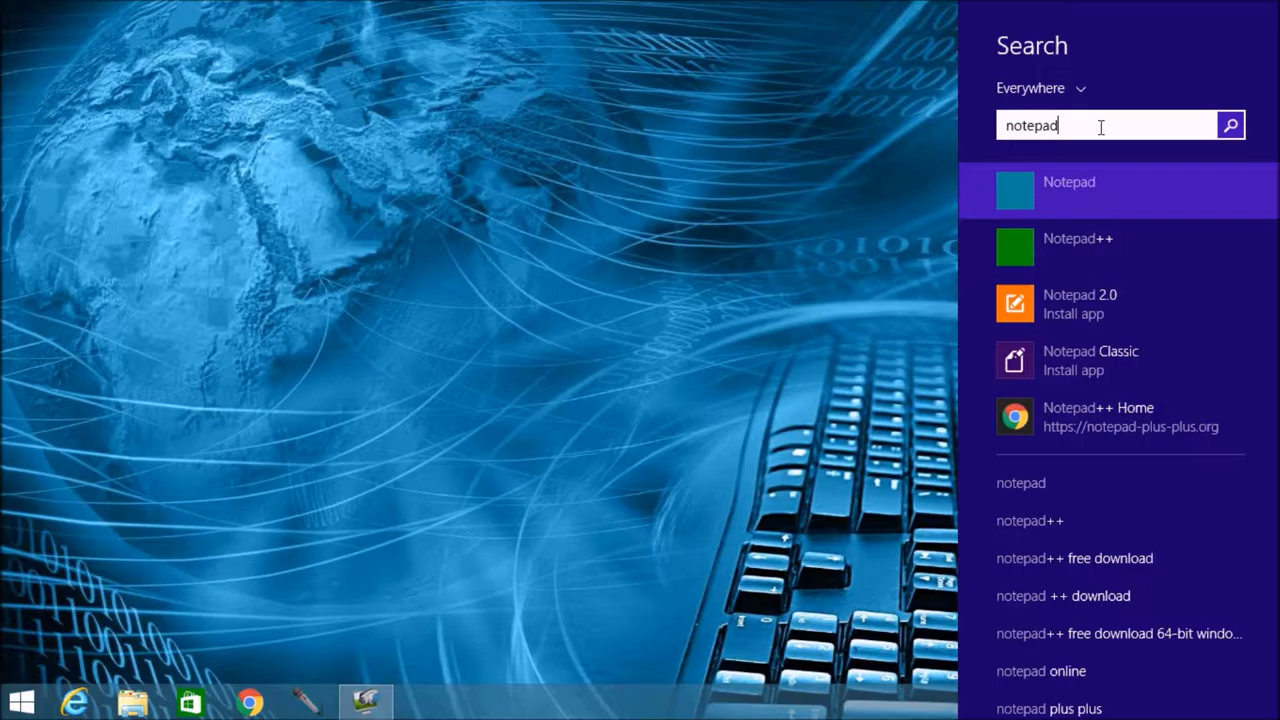 Search
Everywhere
notepad
Notepad
Notepad++
Notepad 2.0
Install app
Notepad Classic
Install app
Notepad++ Home
https://notepad-plus-plus.org
notepad
notepad++
notepad++ free download
notepad ++ download
notepad++ free download 64-bit windo...
notepad online
notepad plus plus